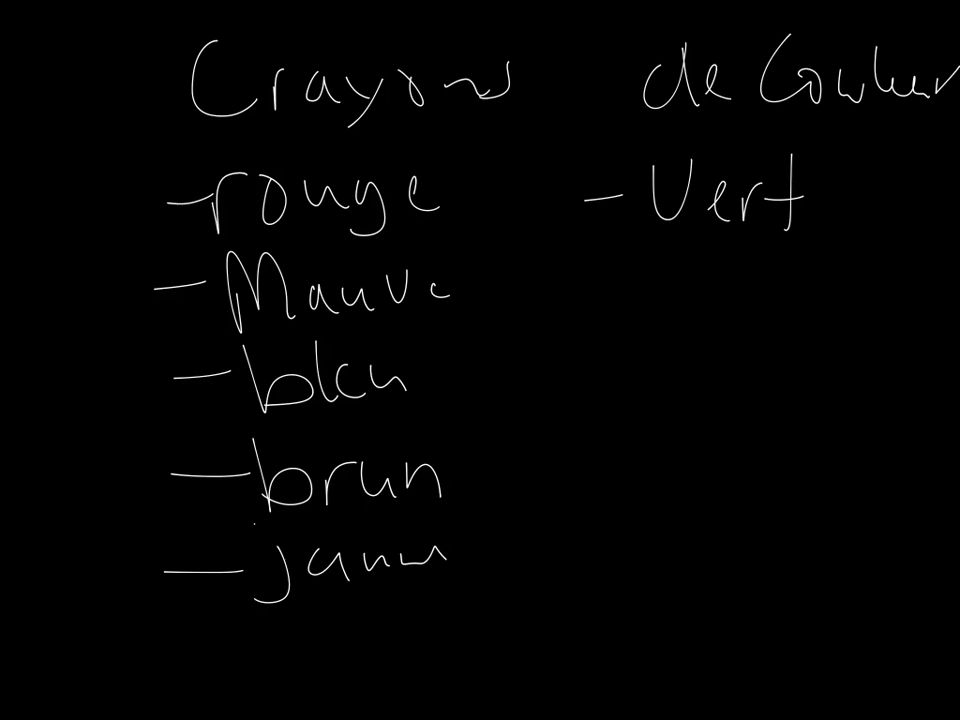 Crayons de Couleur
- rouge - Vert
- Mauve
- bleu
- brun
- jaune